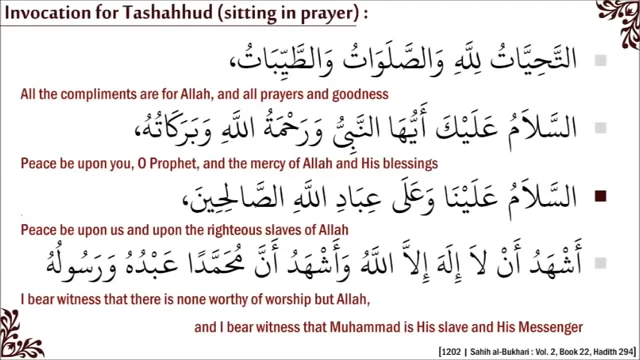 Invocation for Tashahhud (sitting in prayer) :
التَّحِيَّاتُ لِلَّهِ وَالصَّلَوَاتُ وَالطَّيِّبَاتُ،
All the compliments are for Allah, and all prayers and goodness
السَّلاَمُ عَلَيْكَ أَيُّهَا النَّبِيُّ وَرَحْمَةُ اللَّهِ وَبَرَكَاتُهُ،
Peace be upon you, O Prophet, and the mercy of Allah and His blessings
السَّلاَمُ عَلَيْنَا وَعَلَى عِبَادِ اللَّهِ الصَّالِحِينَ،
Peace be upon us and upon the righteous slaves of Allah
أَشْهَدُ أَنْ لاَ إِلَهَ إِلاَّ اللَّهُ وَأَشْهَدُ أَنَّ مُحَمَّدًا عَبْدُهُ وَرَسُولُهُ
I bear witness that there is none worthy of worship but Allah,
and I bear witness that Muhammad is His slave and His Messenger
[1202 | Sahih al-Bukhari : Vol. 2, Book 22, Hadith 294]